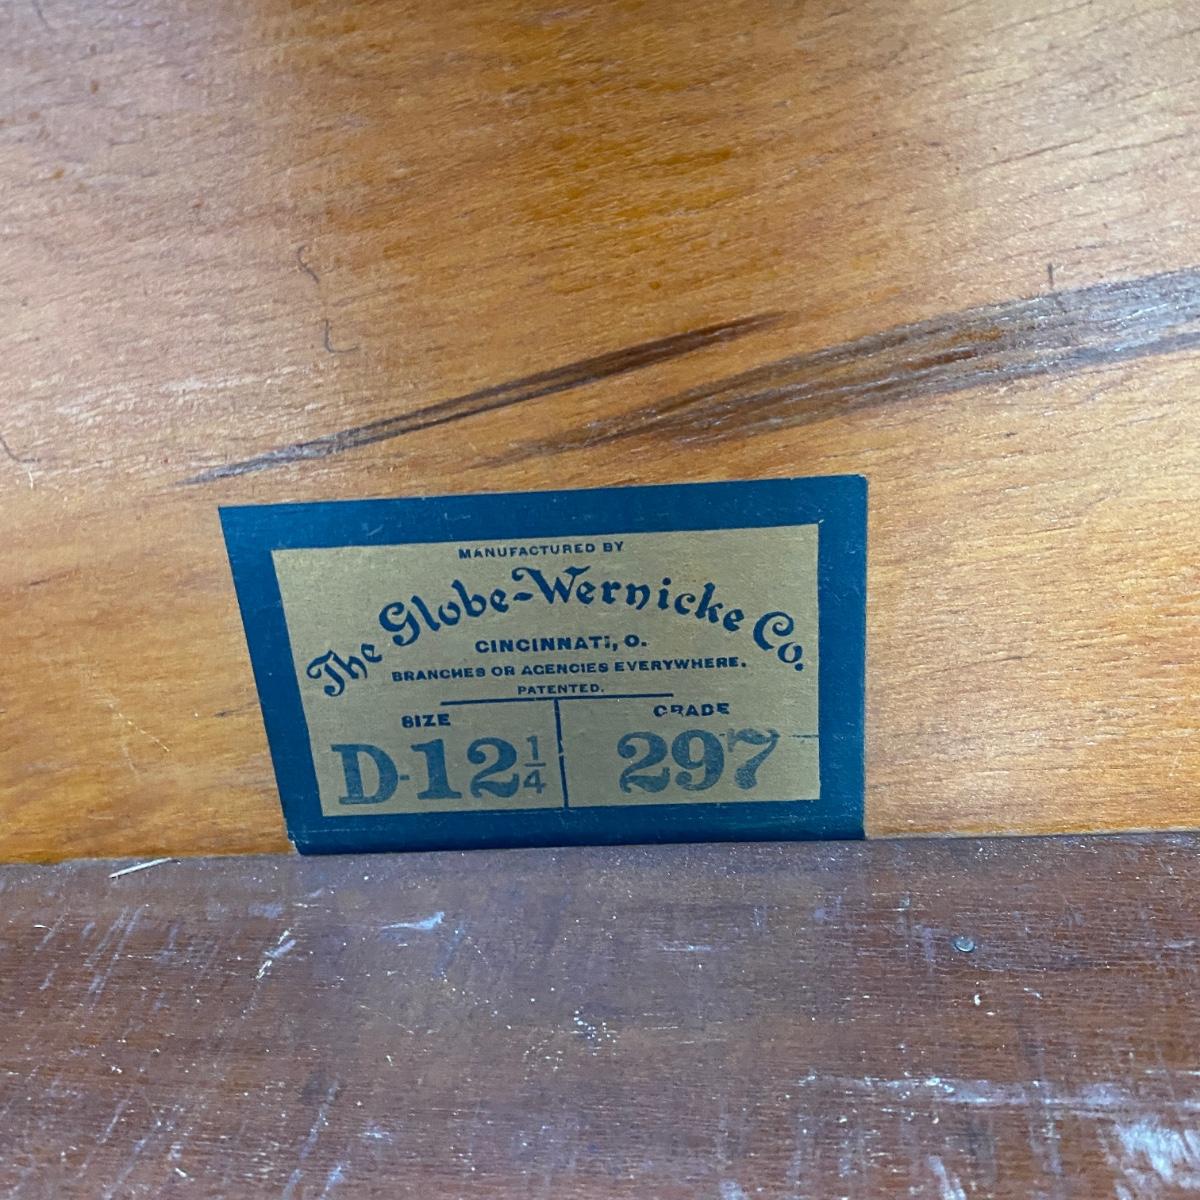 MANUFACTURED BY
The Globe-Wernicke Co.
CINCINNATI, O.
BRANCHES OR AGENCIES EVERYWHERE.
PATENTED.
SIZE GRADE
D-12 1/4 297